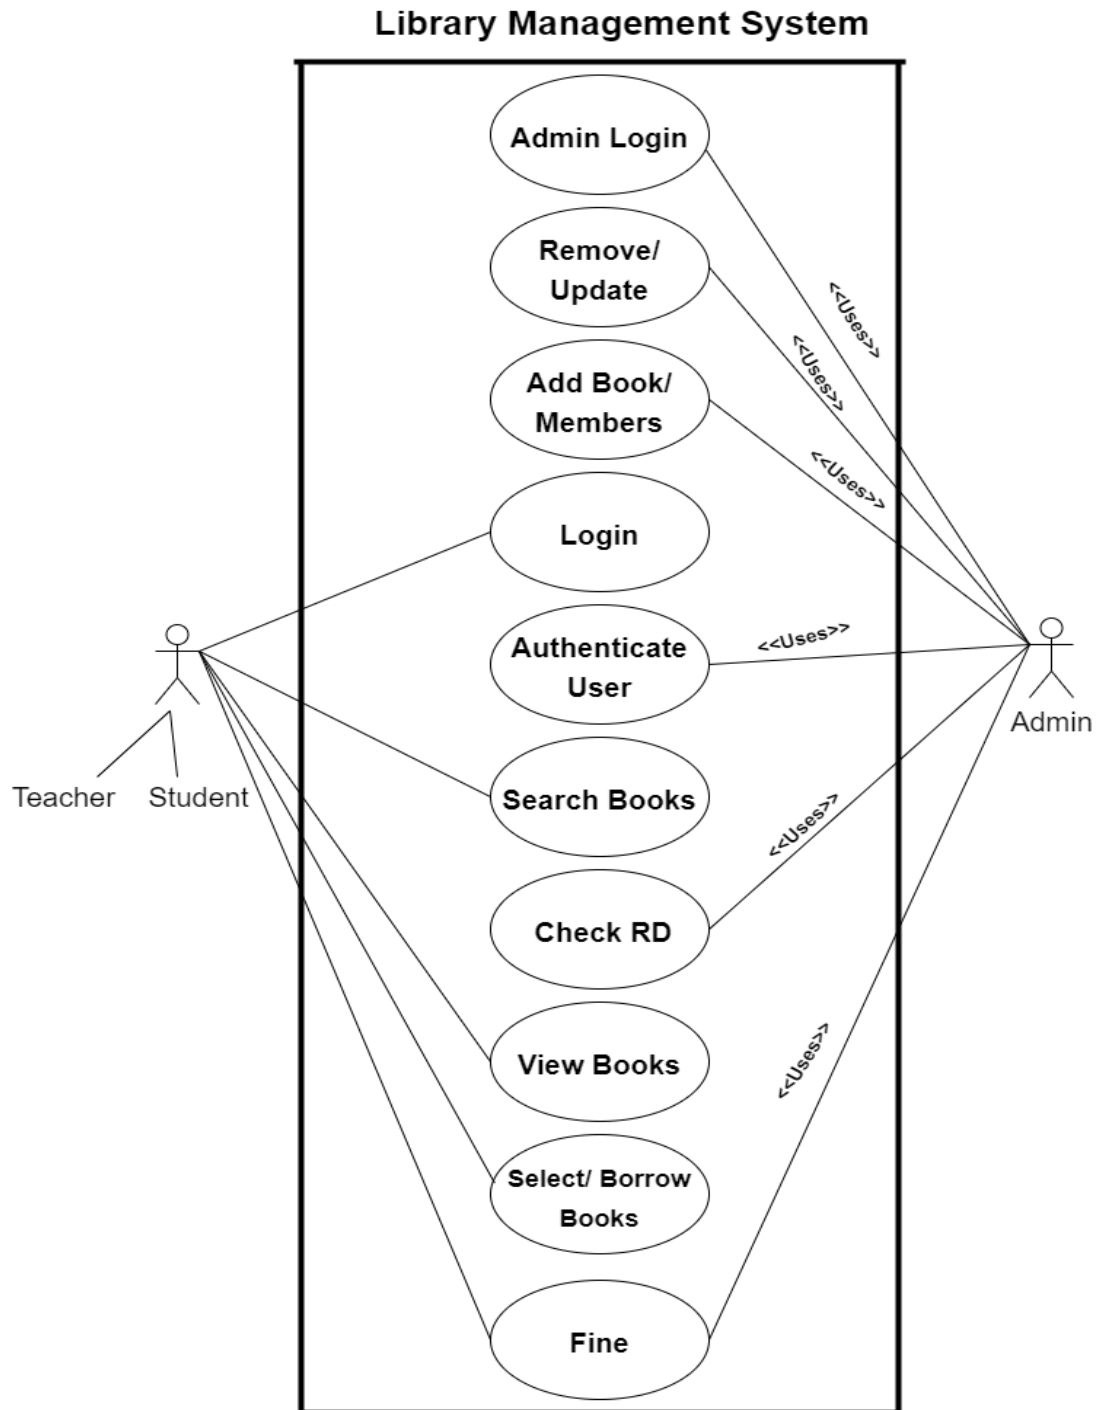 Library Management System
Admin Login
Remove/
Update
<<Uses>>
<<Uses>>
Add Book/
Members
<<Uses>>
Login
Authenticate
User
<<Uses>>
Admin
Teacher
Student
Search Books
<<Uses>>
Check RD
View Books
<<Uses>>
Select/ Borrow
Books
Fine